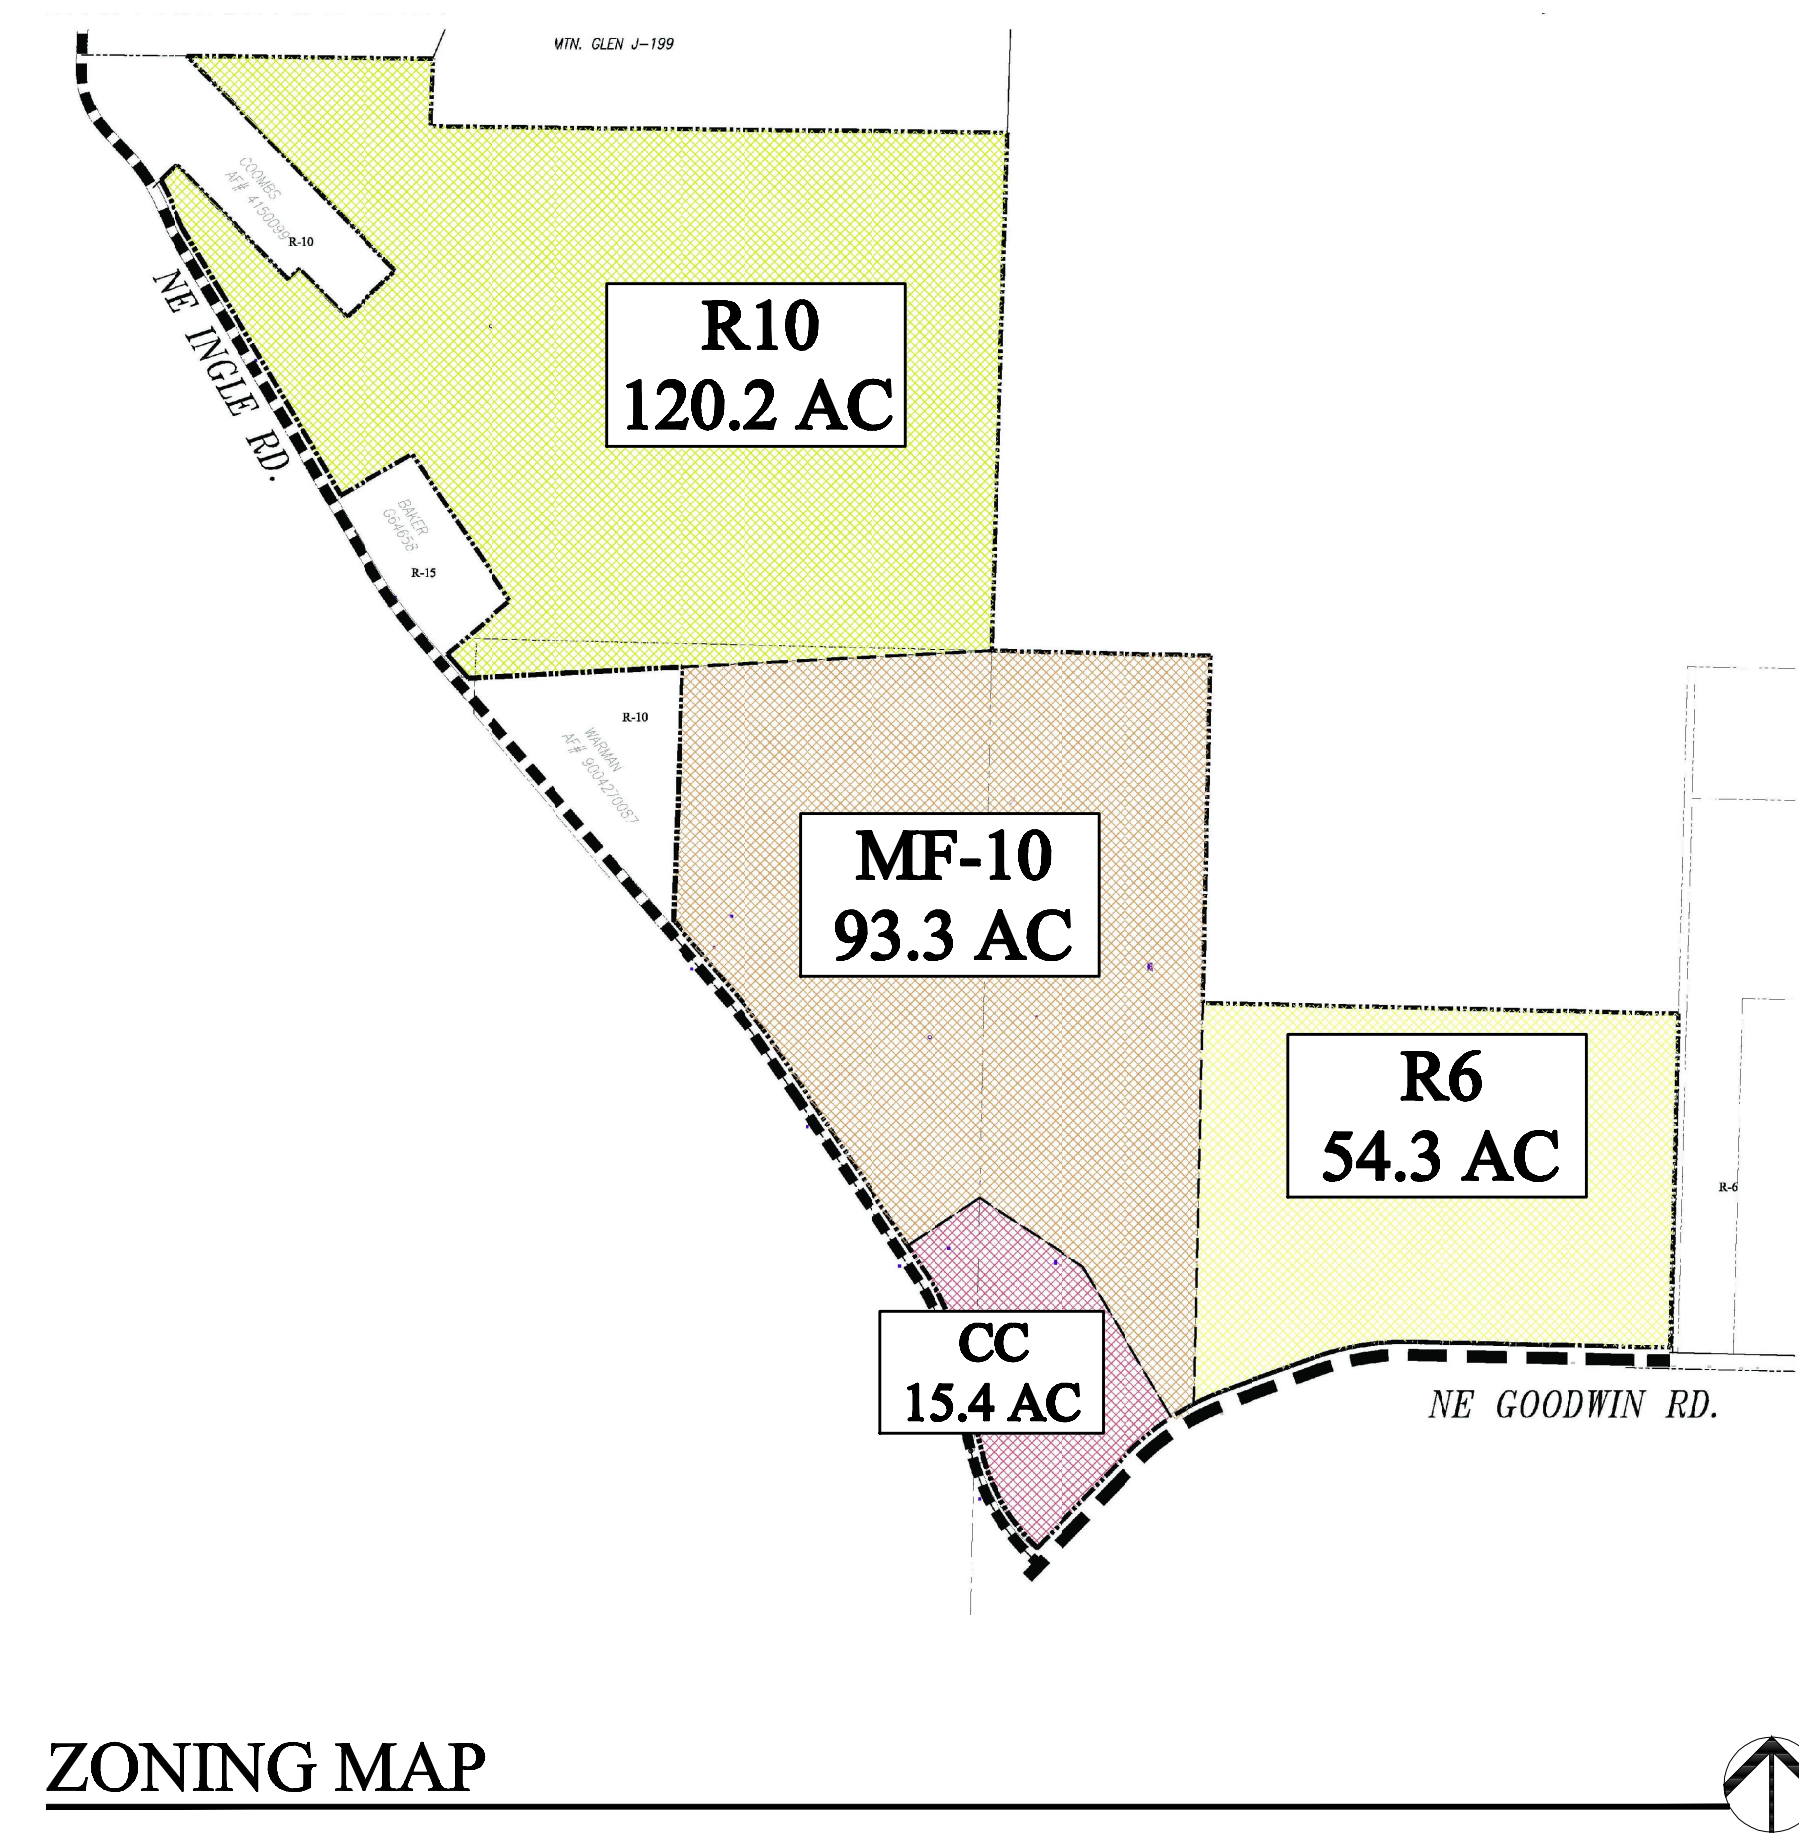 MTN. GLEN J-199
COOMBS
AF# 4150099
R-10
NE INGLE RD.
R10
120.2 AC
BAKER
G54658
R-15
R-10
WARMAN
AF# 9004270087
MF-10
93.3 AC
R6
54.3 AC
R-6
CC
15.4 AC
NE GOODWIN RD.
ZONING MAP